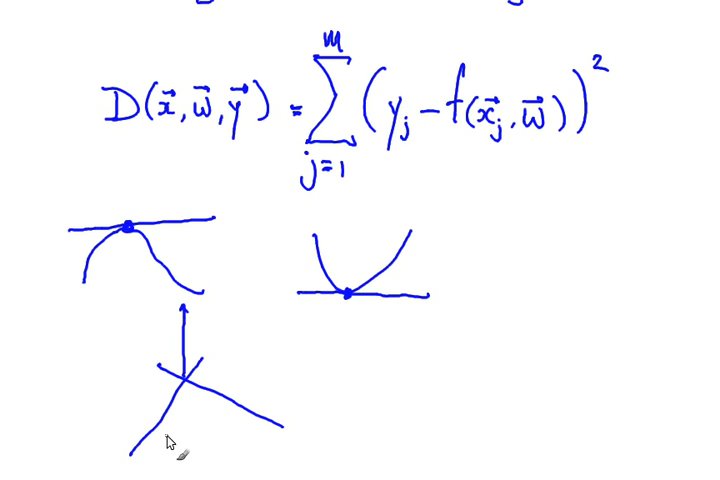 D(x⃗, w⃗, y⃗) = Σ_{j=1}^{m} (y_j − f(x⃗_j, w⃗))²